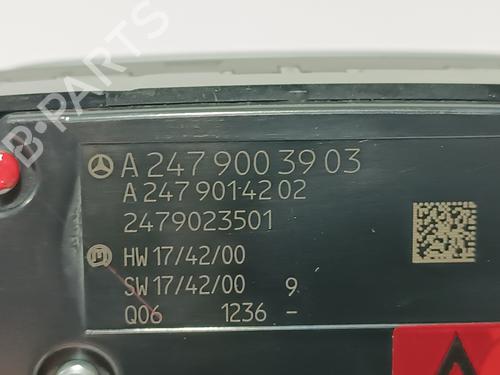 B-PARTS
A 247 900 39 03
A 247 901 42 02
2479023501
HW 17/42/00
SW 17/42/00 9
Q06 1236 -